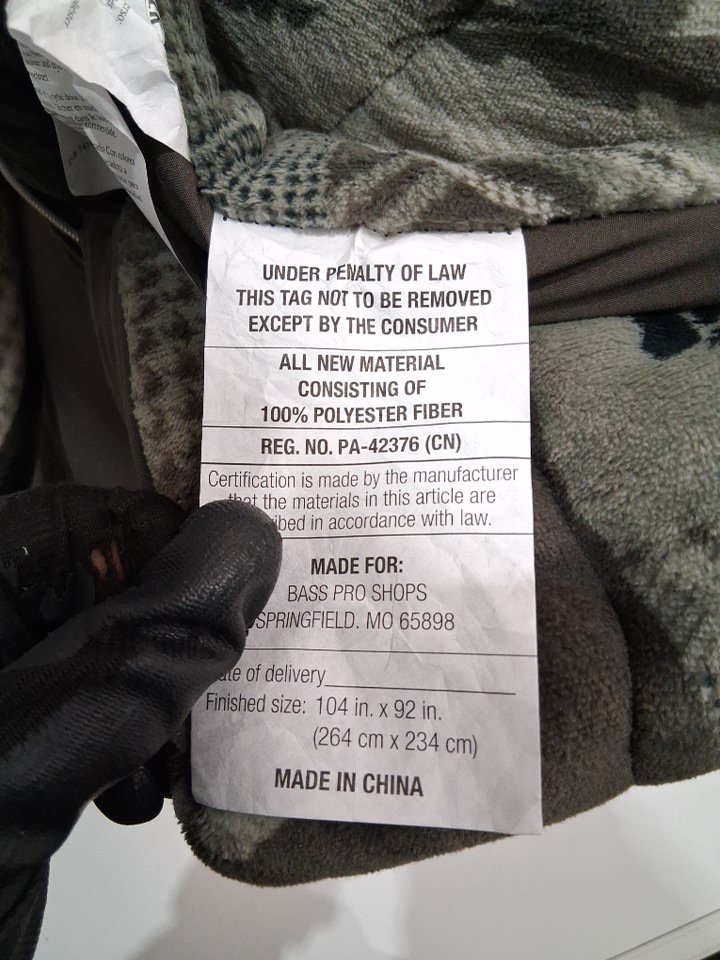 UNDER PENALTY OF LAW
THIS TAG NOT TO BE REMOVED
EXCEPT BY THE CONSUMER
ALL NEW MATERIAL
CONSISTING OF
100% POLYESTER FIBER
REG. NO. PA-42376 (CN)
Certification is made by the manufacturer
that the materials in this article are
ibed in accordance with law.
MADE FOR:
BASS PRO SHOPS
SPRINGFIELD. MO 65898
ate of delivery
Finished size: 104 in. x 92 in.
(264 cm x 234 cm)
MADE IN CHINA